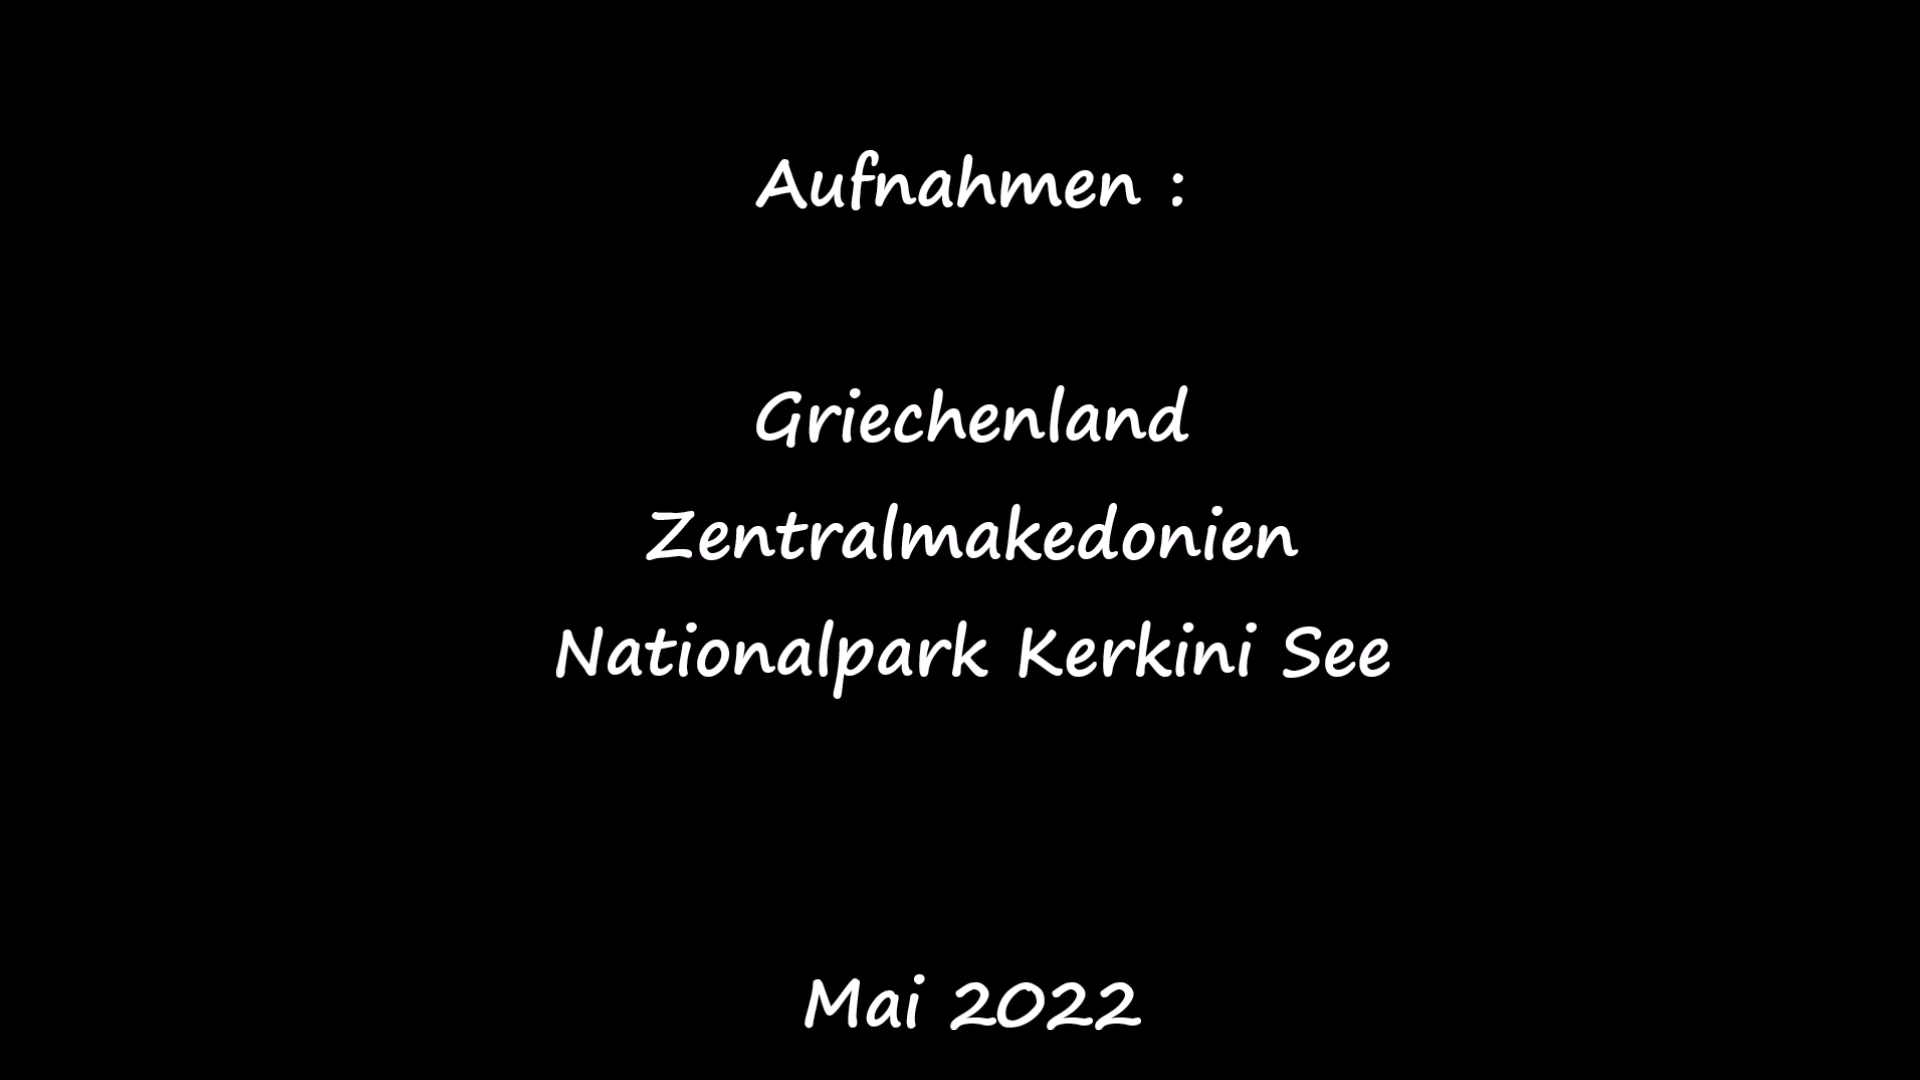 Aufnahmen :
Griechenland
Zentralmakedonien
Nationalpark Kerkini See
Mai 2022